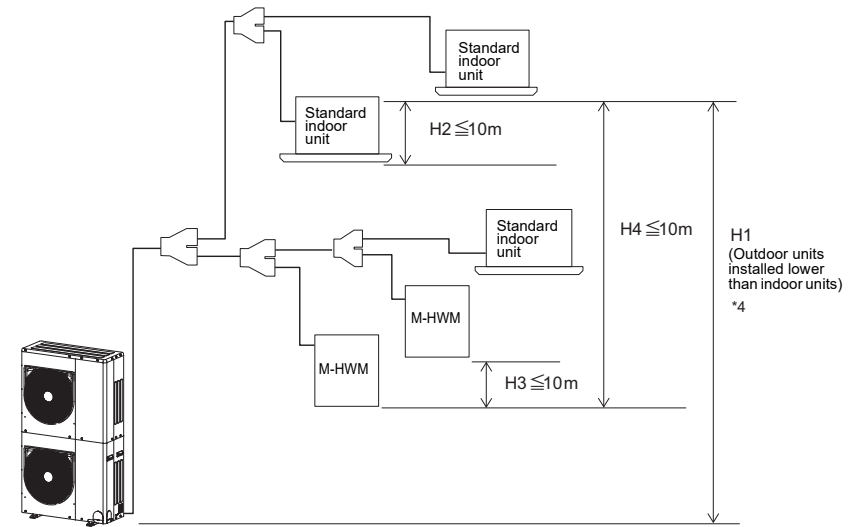 Standard
indoor
unit
Standard
indoor
unit
H2≦10m
Standard
indoor
unit
H4≦10m
H1
(Outdoor units
installed lower
than indoor units)
*4
M-HWM
M-HWM
H3≦10m